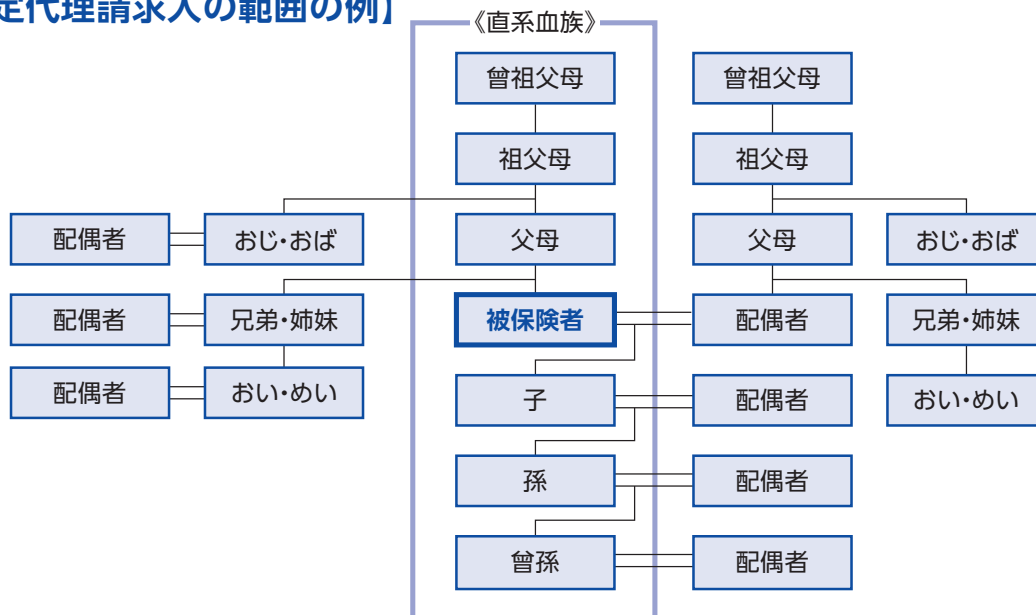 定代理請求人の範囲の例】
《直系血族》
曾祖父母 曾祖父母
祖父母 祖父母
配偶者 おじ・おば 父母 父母 おじ・おば
配偶者 兄弟・姉妹 被保険者 配偶者 兄弟・姉妹
配偶者 おい・めい 子 配偶者 おい・めい
孫 配偶者
曾孫 配偶者